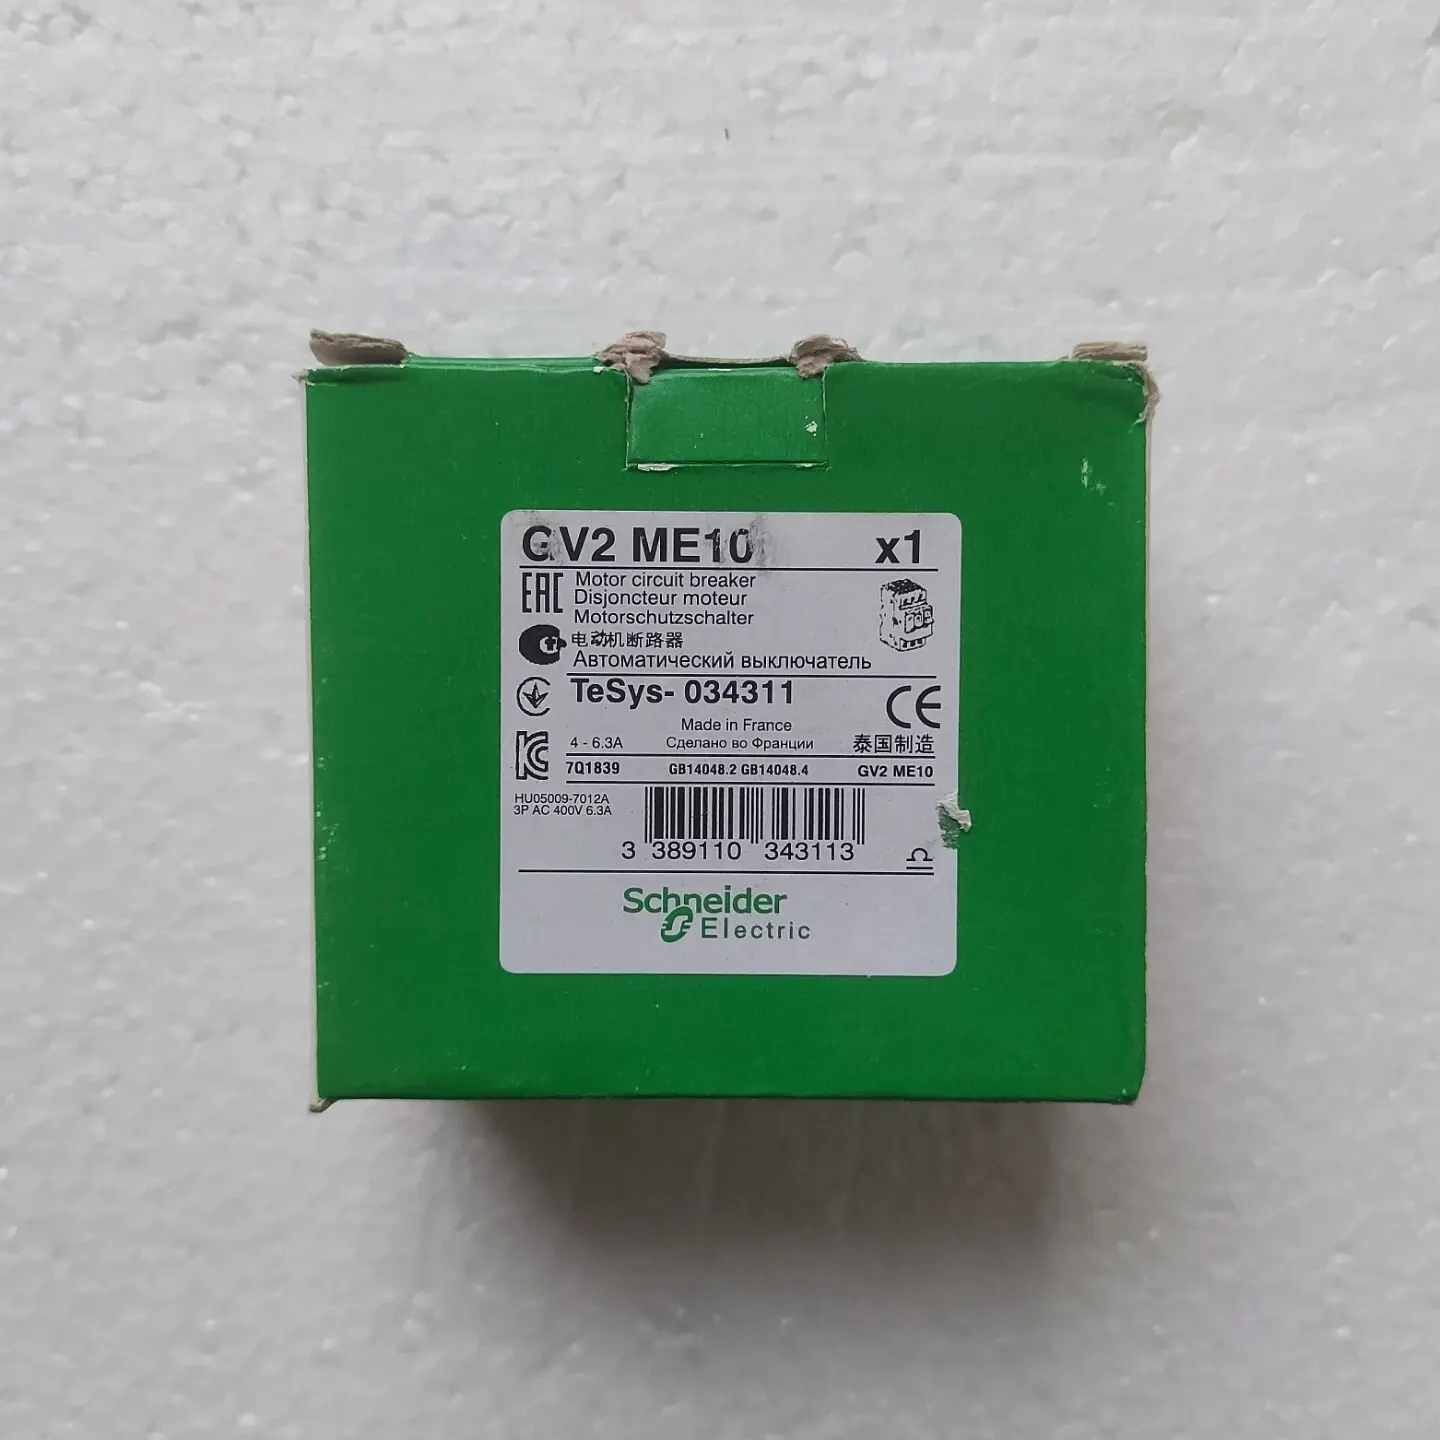 GV2 ME10 x1
EAC
Motor circuit breaker
Disjoncteur moteur
Motorschutzschalter
电动机断路器
Автоматический выключатель
TeSys- 034311
CE
Made in France
4 - 6.3A Сделано во Франции 泰国制造
7Q1839 GB14048.2 GB14048.4 GV2 ME10
HU05009-7012A
3P AC 400V 6.3A
3 389110 343113
Schneider
Electric